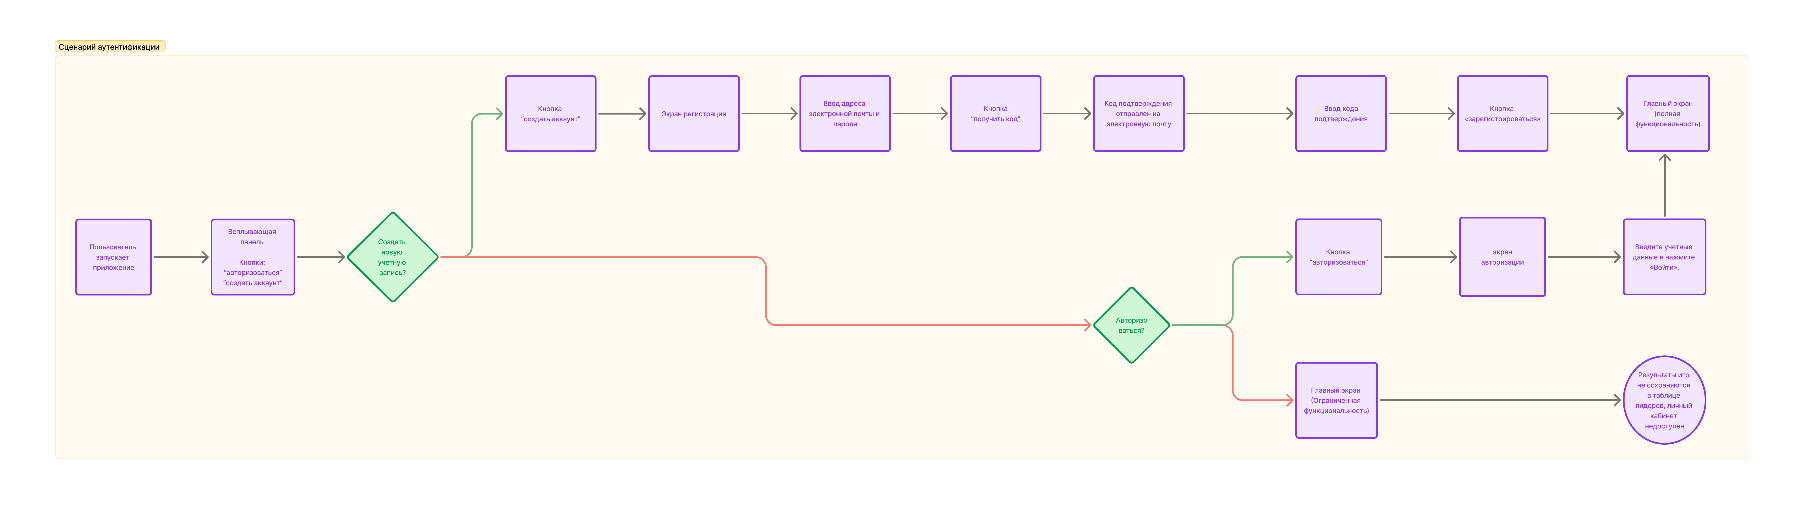 Сценарий аутентификации
Кнопка
"создать аккаунт"
Экран регистрации
Ввод адреса
электронной почты и
пароля
Кнопка
"получить код"
Код подтверждения
отправлен на
электронную почту
Ввод кода
подтверждения
Кнопка
«зарегистрироваться»
Главный экран
(полная
функциональность)
Пользователь
запускает
приложение
Всплывающая
панель
Кнопки:
"авторизоваться"
"создать аккаунт"
Создать
новую
учетную
запись?
Авторизо
ваться?
Кнопка
"авторизоваться"
экран
авторизации
Введите учетные
данные и нажмите
«Войти».
Главный экран
(Ограниченная
функциональность)
Результаты игр
не сохраняются
в таблице
лидеров, личный
кабинет
недоступен